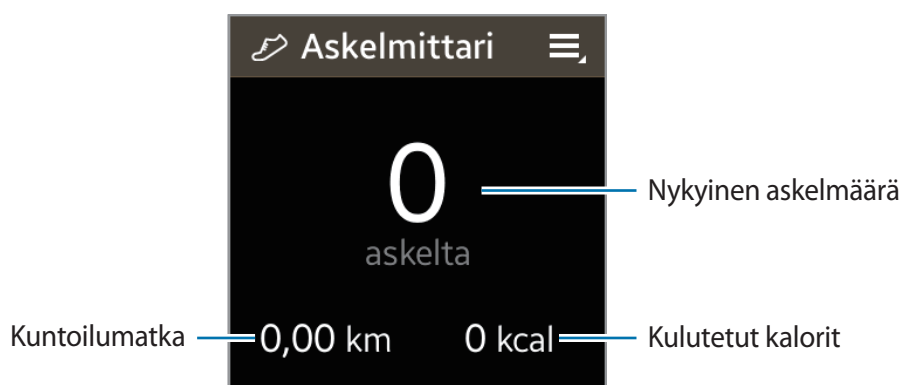 Askelmittari
0
Nykyinen askelmäärä
askelta
Kuntoilumatka
0,00 km
0 kcal
Kulutetut kalorit